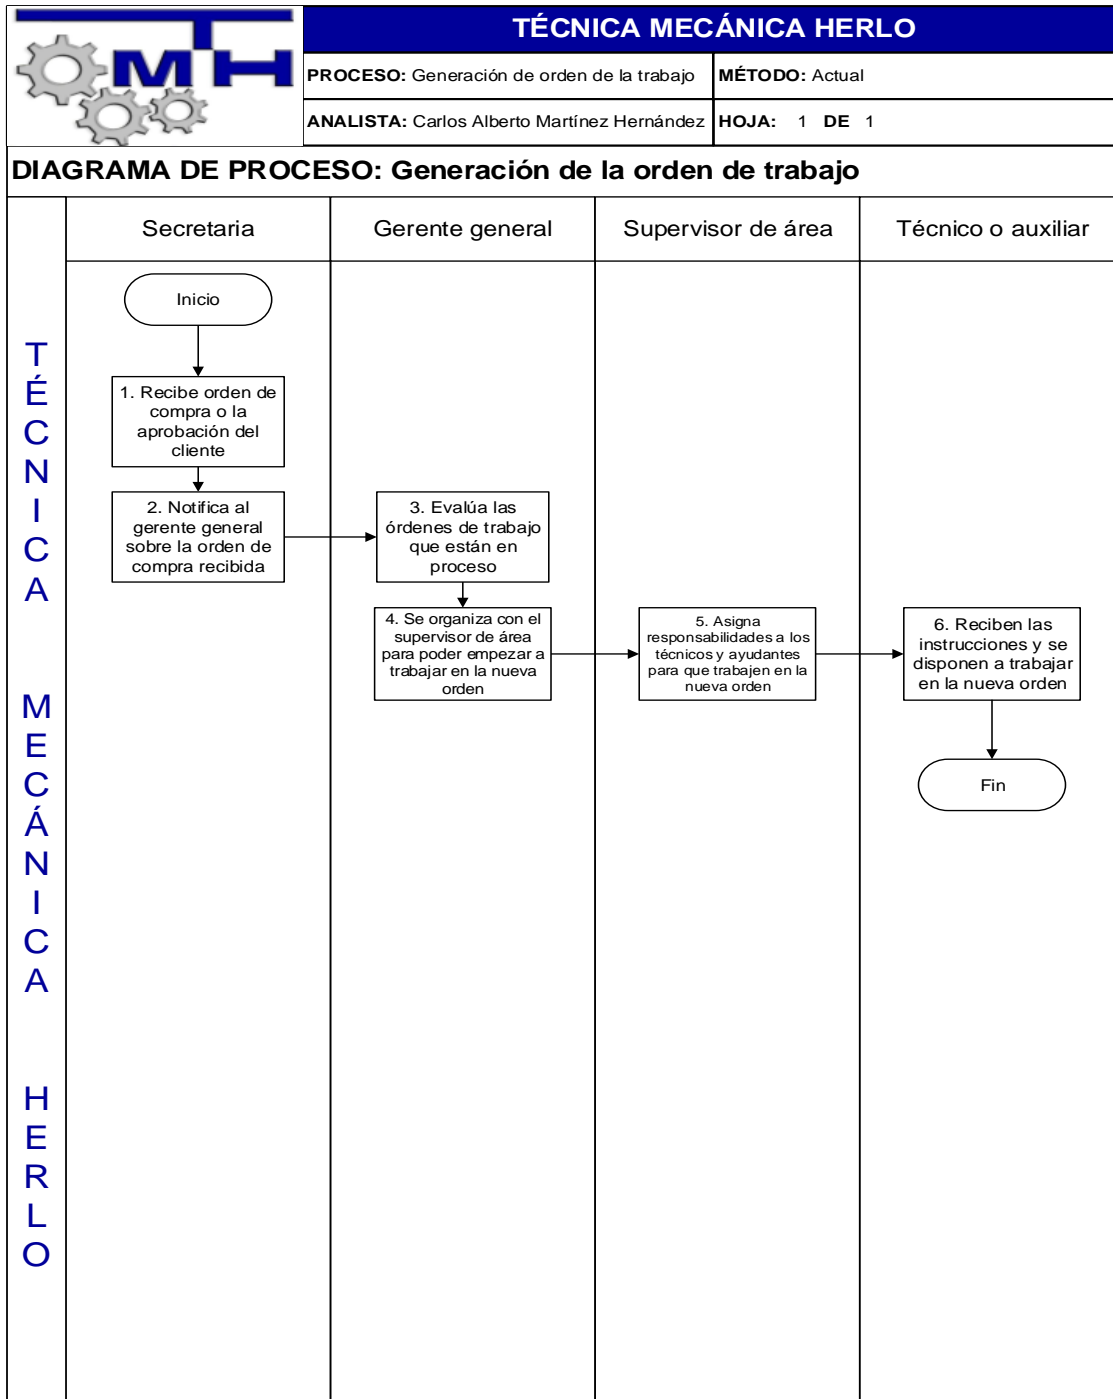 TMH
TÉCNICA MECÁNICA HERLO
PROCESO: Generación de orden de la trabajo
MÉTODO: Actual
ANALISTA: Carlos Alberto Martínez Hernández
HOJA: 1 DE 1
DIAGRAMA DE PROCESO: Generación de la orden de trabajo
Secretaria
Gerente general
Supervisor de área
Técnico o auxiliar
TÉCNICA MECÁNICA HERLO
Inicio
1. Recibe orden de
compra o la
aprobación del
cliente
2. Notifica al
gerente general
sobre la orden de
compra recibida
3. Evalúa las
órdenes de trabajo
que están en
proceso
4. Se organiza con el
supervisor de área
para poder empezar a
trabajar en la nueva
orden
5. Asigna
responsabilidades a los
técnicos y ayudantes
para que trabajen en la
nueva orden
6. Reciben las
instrucciones y se
disponen a trabajar
en la nueva orden
Fin